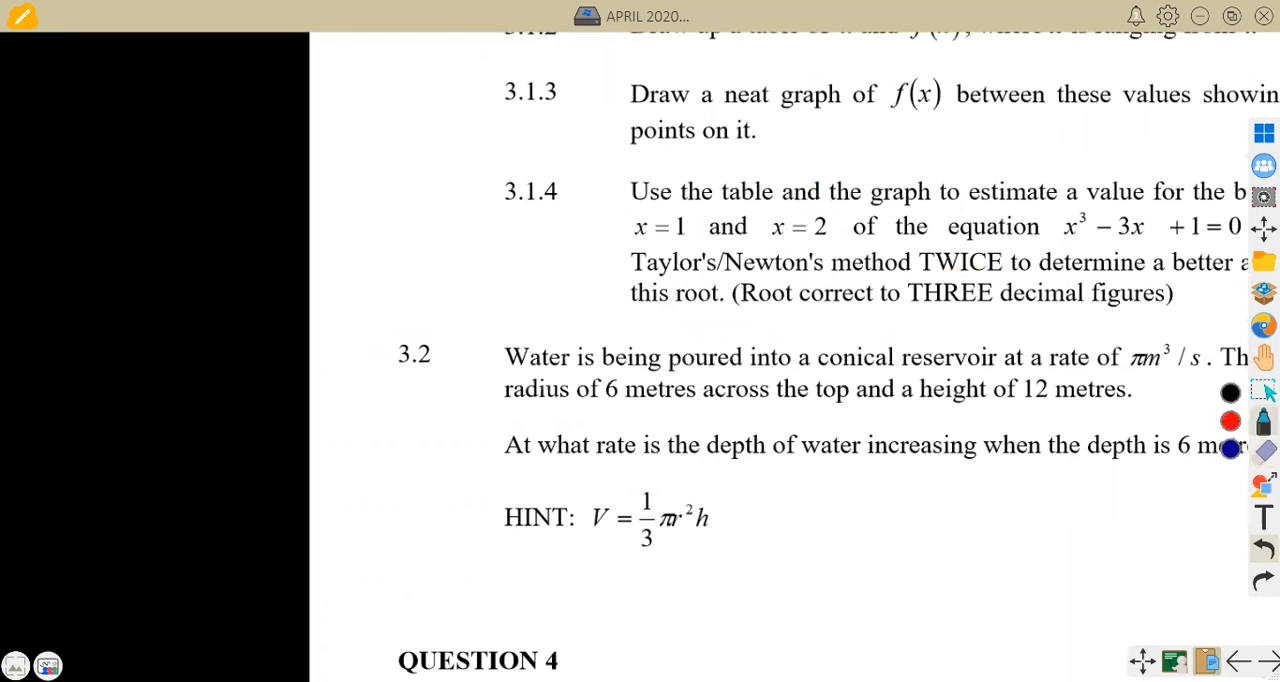 APRIL 2020...
3.1.3 Draw a neat graph of f(x) between these values showin
points on it.
3.1.4 Use the table and the graph to estimate a value for the b
x = 1 and x = 2 of the equation x³ − 3x + 1 = 0
Taylor's/Newton's method TWICE to determine a better a
this root. (Root correct to THREE decimal figures)
3.2 Water is being poured into a conical reservoir at a rate of πm³ / s. Th
radius of 6 metres across the top and a height of 12 metres.
At what rate is the depth of water increasing when the depth is 6 m
HINT: V = 1/3 πr²h
QUESTION 4